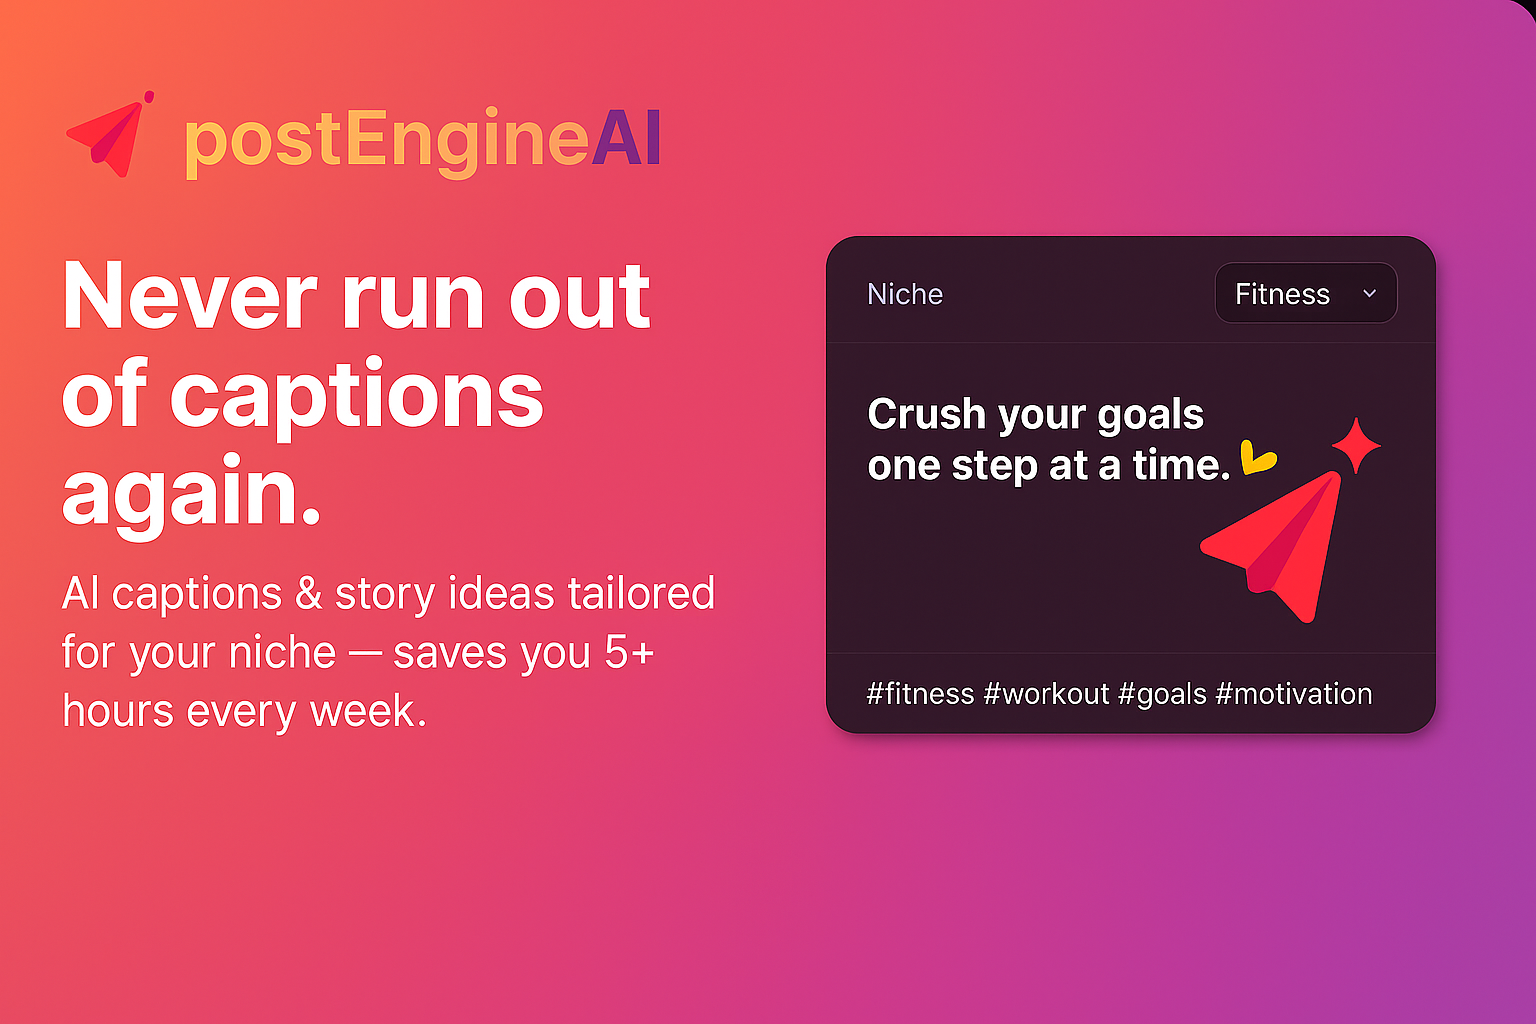 postEngineAI
Never run out
of captions
again.
AI captions & story ideas tailored
for your niche — saves you 5+
hours every week.
Niche
Fitness
Crush your goals
one step at a time.
#fitness #workout #goals #motivation